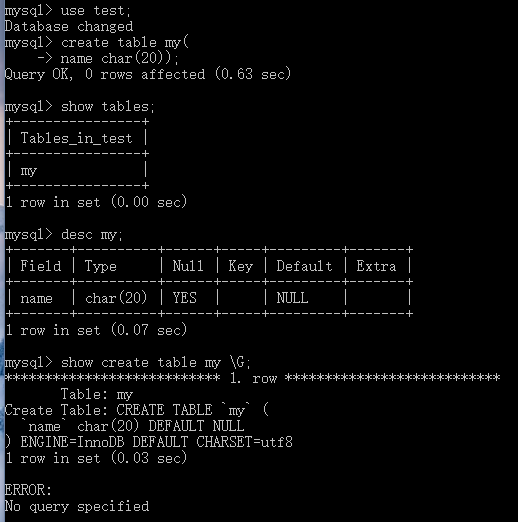 mysql> use test;
Database changed
mysql> create table my(
    -> name char(20));
Query OK, 0 rows affected (0.63 sec)

mysql> show tables;
+----------------+
| Tables_in_test |
+----------------+
| my             |
+----------------+
1 row in set (0.00 sec)

mysql> desc my;
+-------+----------+------+-----+---------+-------+
| Field | Type     | Null | Key | Default | Extra |
+-------+----------+------+-----+---------+-------+
| name  | char(20) | YES  |     | NULL    |       |
+-------+----------+------+-----+---------+-------+
1 row in set (0.07 sec)

mysql> show create table my \G;
*************************** 1. row ***************************
       Table: my
Create Table: CREATE TABLE `my` (
  `name` char(20) DEFAULT NULL
) ENGINE=InnoDB DEFAULT CHARSET=utf8
1 row in set (0.03 sec)

ERROR:
No query specified